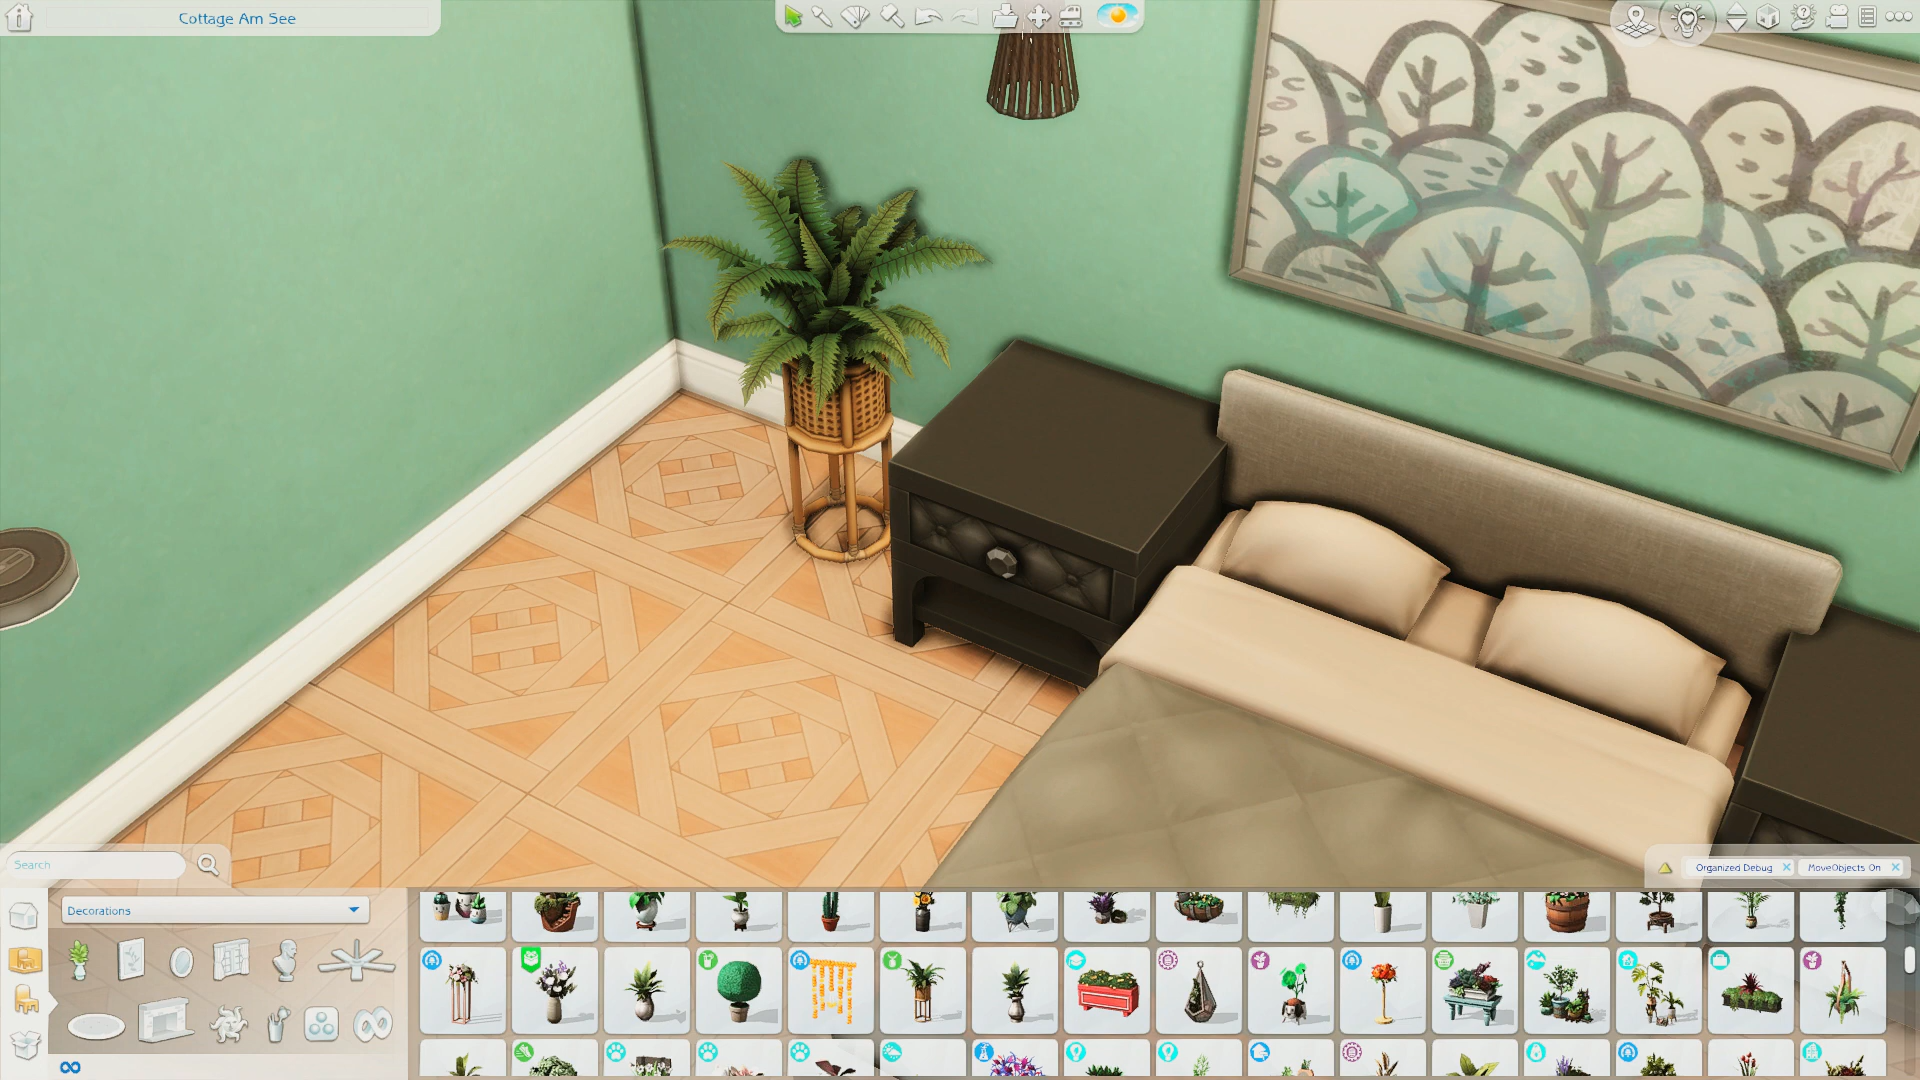 Cottage Am See
Search
Organized Debug
MoveObjects On
Decorations